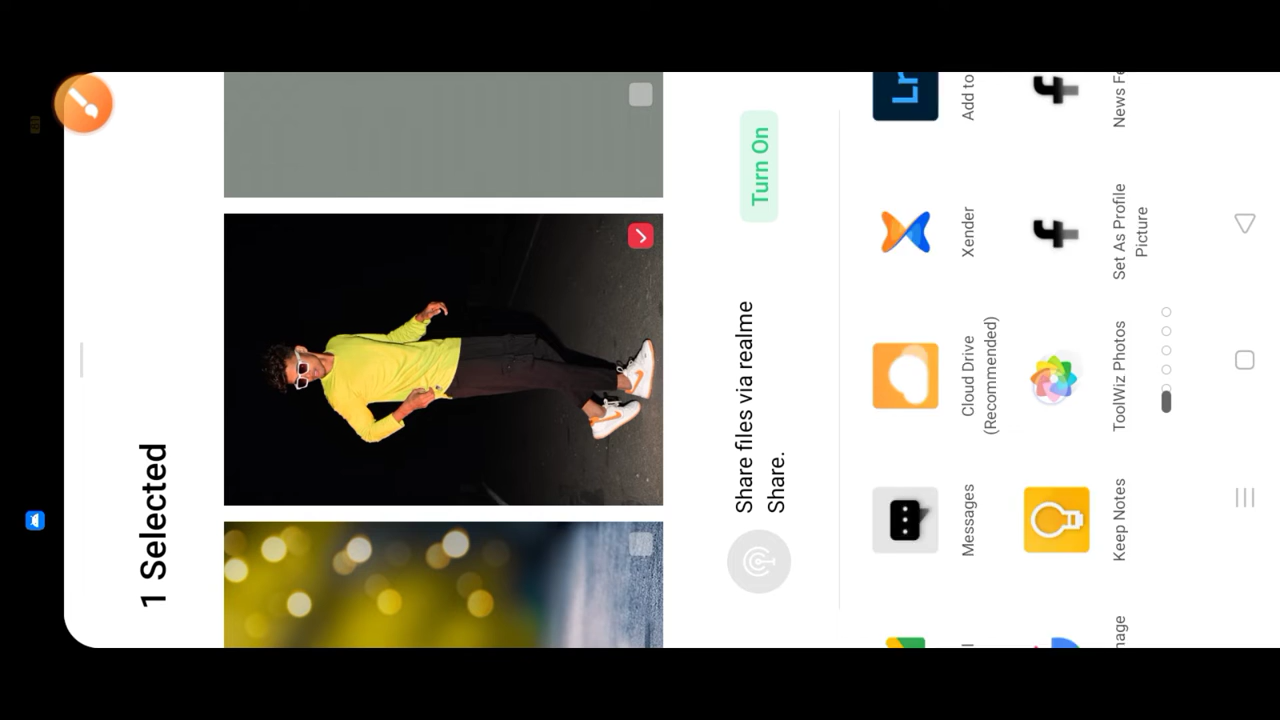 1 Selected
Share files via realme
Share.
Turn On
Messages
Cloud Drive
(Recommended)
Xender
Add to
Lr
Keep Notes
ToolWiz Photos
Set As Profile
Picture
News Fe